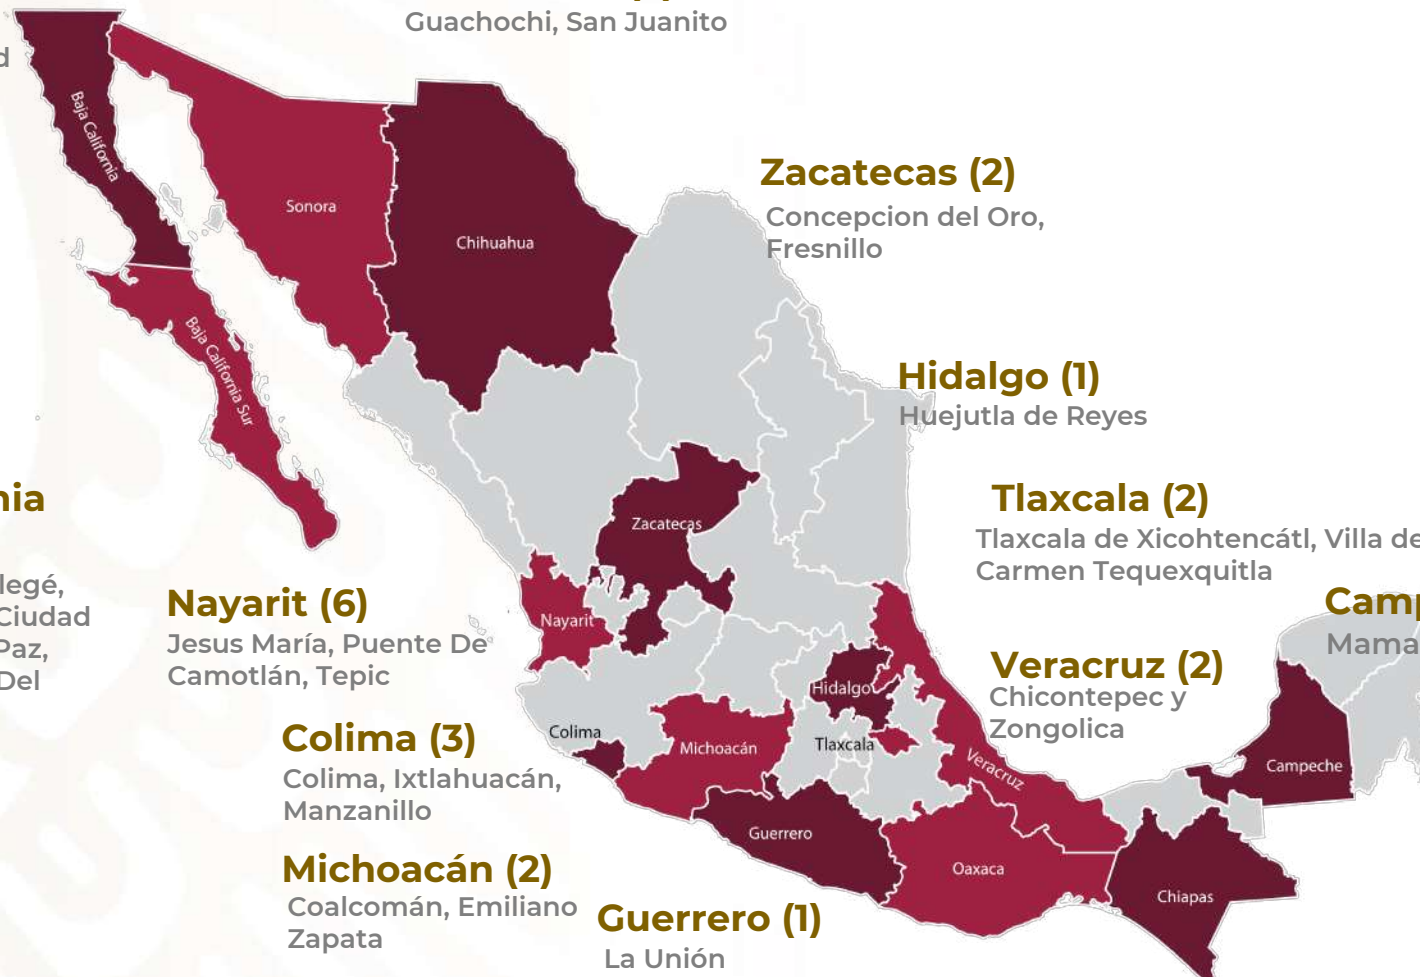 Guachochi, San Juanito
Baja California
Sonora
Chihuahua
Zacatecas (2)
Concepcion del Oro,
Fresnillo
Baja California Sur
Hidalgo (1)
Huejutla de Reyes
Tlaxcala (2)
Tlaxcala de Xicohtencátl, Villa de
Carmen Tequexquitla
Zacatecas
Ciudad
Paz,
Del
Nayarit (6)
Jesus María, Puente De
Camotlán, Tepic
Nayarit
Veracruz (2)
Chicontepec y
Zongolica
Hidalgo
Colima (3)
Colima, Ixtlahuacán,
Manzanillo
Colima
Michoacán
Tlaxcala
Veracruz
Campeche
Guerrero
Michoacán (2)
Coalcomán, Emiliano
Zapata
Oaxaca
Chiapas
Guerrero (1)
La Unión